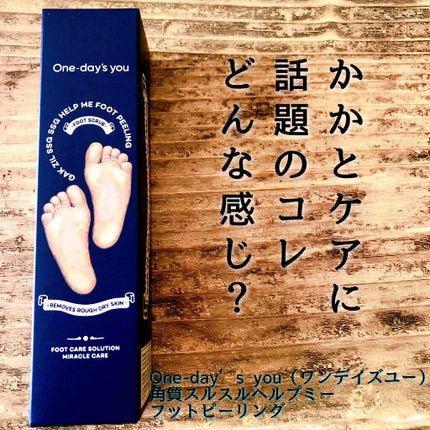 One-day's you
GAK ZIL SSG SSG HELP ME FOOT PEELING
-FOOT SCRUB-
-REMOVES ROUGH DRY SKIN-
FOOT CARE SOLUTION
MIRACLE CARE
かかとケアに
話題のコレ
どんな感じ?
One-day's you(ワンデイズユー)
角質スルスルヘルプミー
フットピーリング